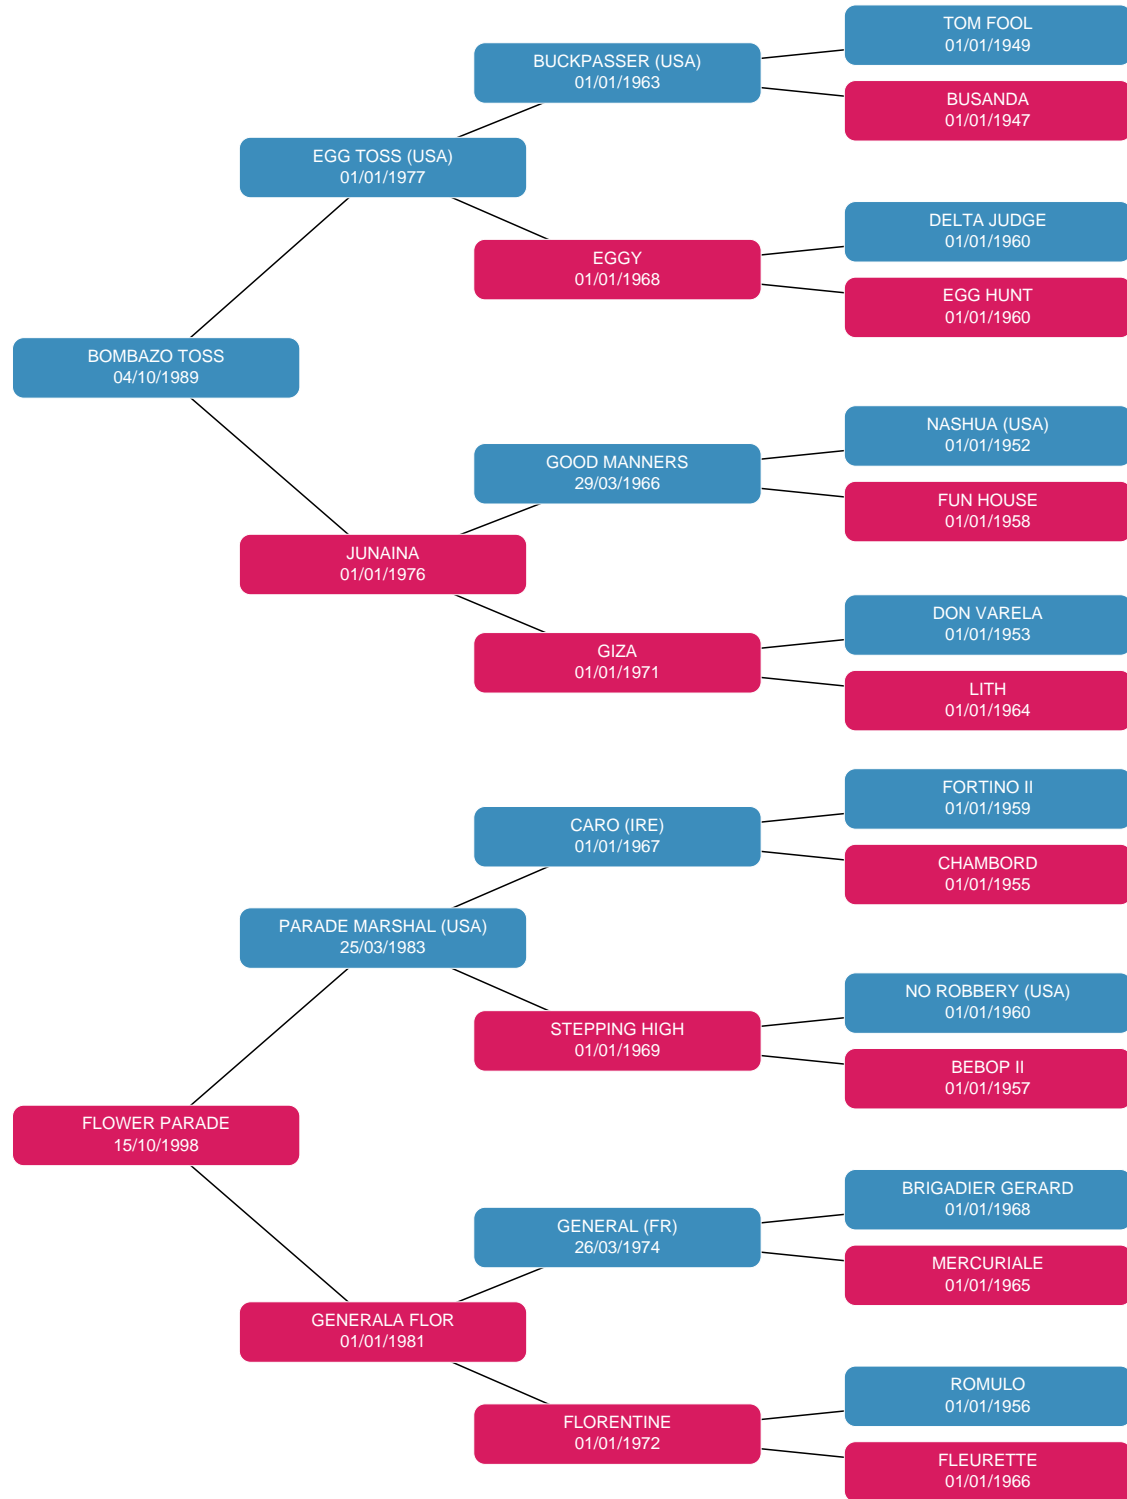 TOM FOOL
01/01/1949
BUCKPASSER (USA)
01/01/1963
BUSANDA
01/01/1947
EGG TOSS (USA)
01/01/1977
DELTA JUDGE
01/01/1960
EGGY
01/01/1968
EGG HUNT
01/01/1960
BOMBAZO TOSS
04/10/1989
NASHUA (USA)
01/01/1952
GOOD MANNERS
29/03/1966
FUN HOUSE
01/01/1958
JUNAINA
01/01/1976
DON VARELA
01/01/1953
GIZA
01/01/1971
LITH
01/01/1964
FORTINO II
01/01/1959
CARO (IRE)
01/01/1967
CHAMBORD
01/01/1955
PARADE MARSHAL (USA)
25/03/1983
NO ROBBERY (USA)
01/01/1960
STEPPING HIGH
01/01/1969
BEBOP II
01/01/1957
FLOWER PARADE
15/10/1998
BRIGADIER GERARD
01/01/1968
GENERAL (FR)
26/03/1974
MERCURIALE
01/01/1965
GENERALA FLOR
01/01/1981
ROMULO
01/01/1956
FLORENTINE
01/01/1972
FLEURETTE
01/01/1966